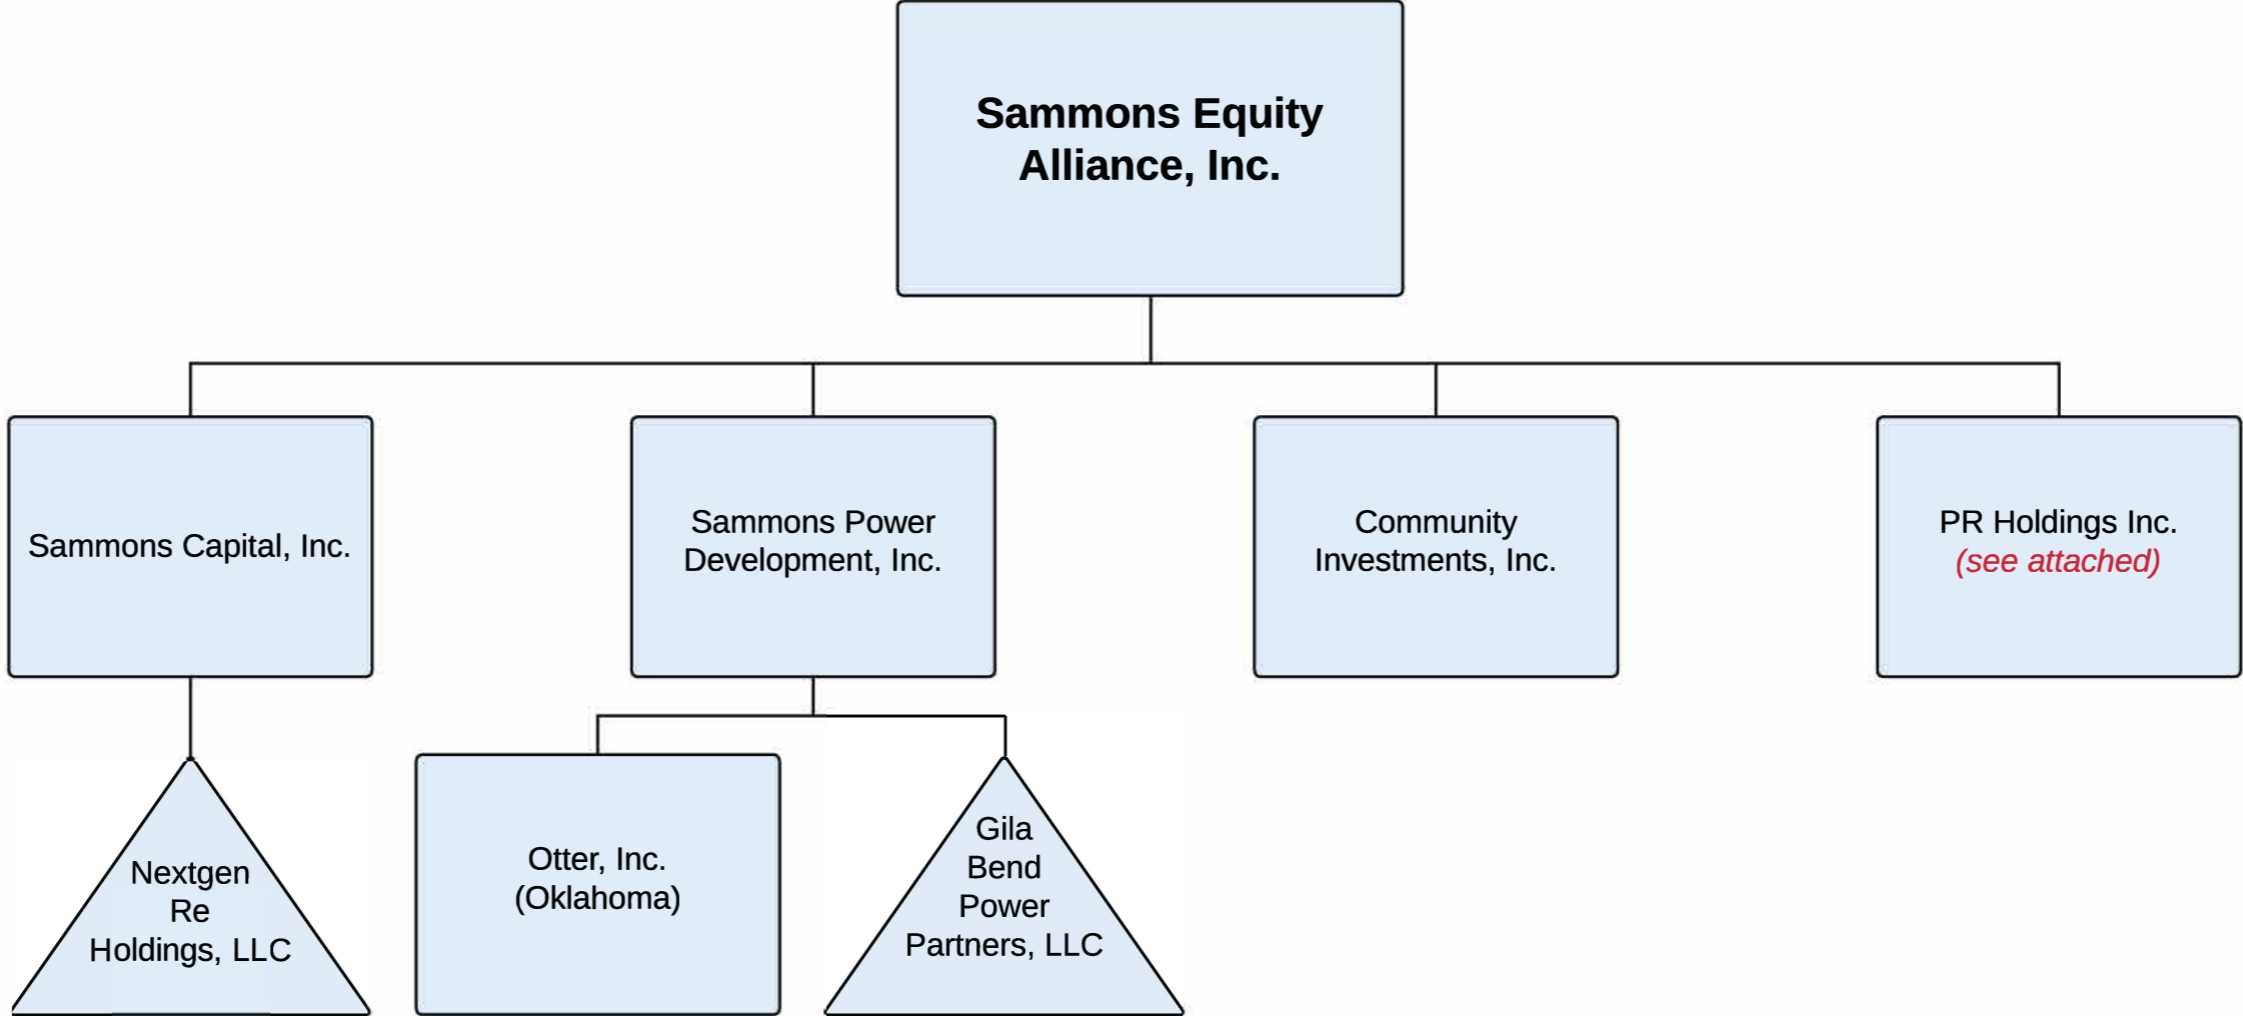 Sammons Equity
Alliance, Inc.
Sammons Capital, Inc.
Sammons Power
Development, Inc.
Community
Investments, Inc.
PR Holdings Inc.
(see attached)
Nextgen
Re
Holdings, LLC
Otter, Inc.
(Oklahoma)
Gila
Bend
Power
Partners, LLC